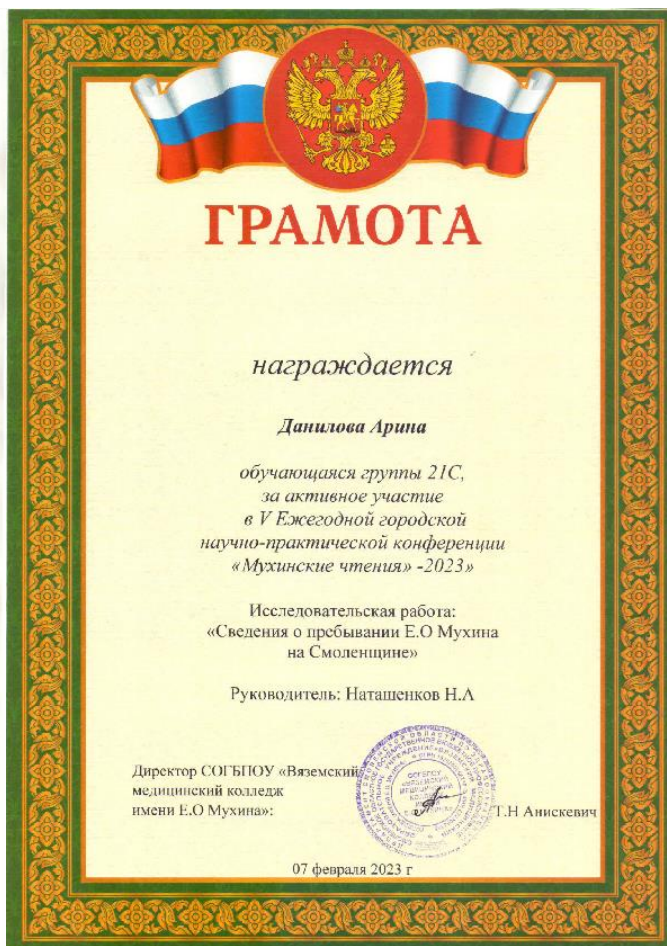 ГРАМОТА
награждается
Данилова Арина
обучающаяся группы 21С,
за активное участие
в V Ежегодной городской
научно-практической конференции
«Мухинские чтения» -2023»
Исследовательская работа:
«Сведения о пребывании Е.О Мухина
на Смоленщине»
Руководитель: Наташенков Н.А
Директор СОГБПОУ «Вяземский
медицинский колледж
имени Е.О Мухина»:
Т.Н Анискевич
07 февраля 2023 г